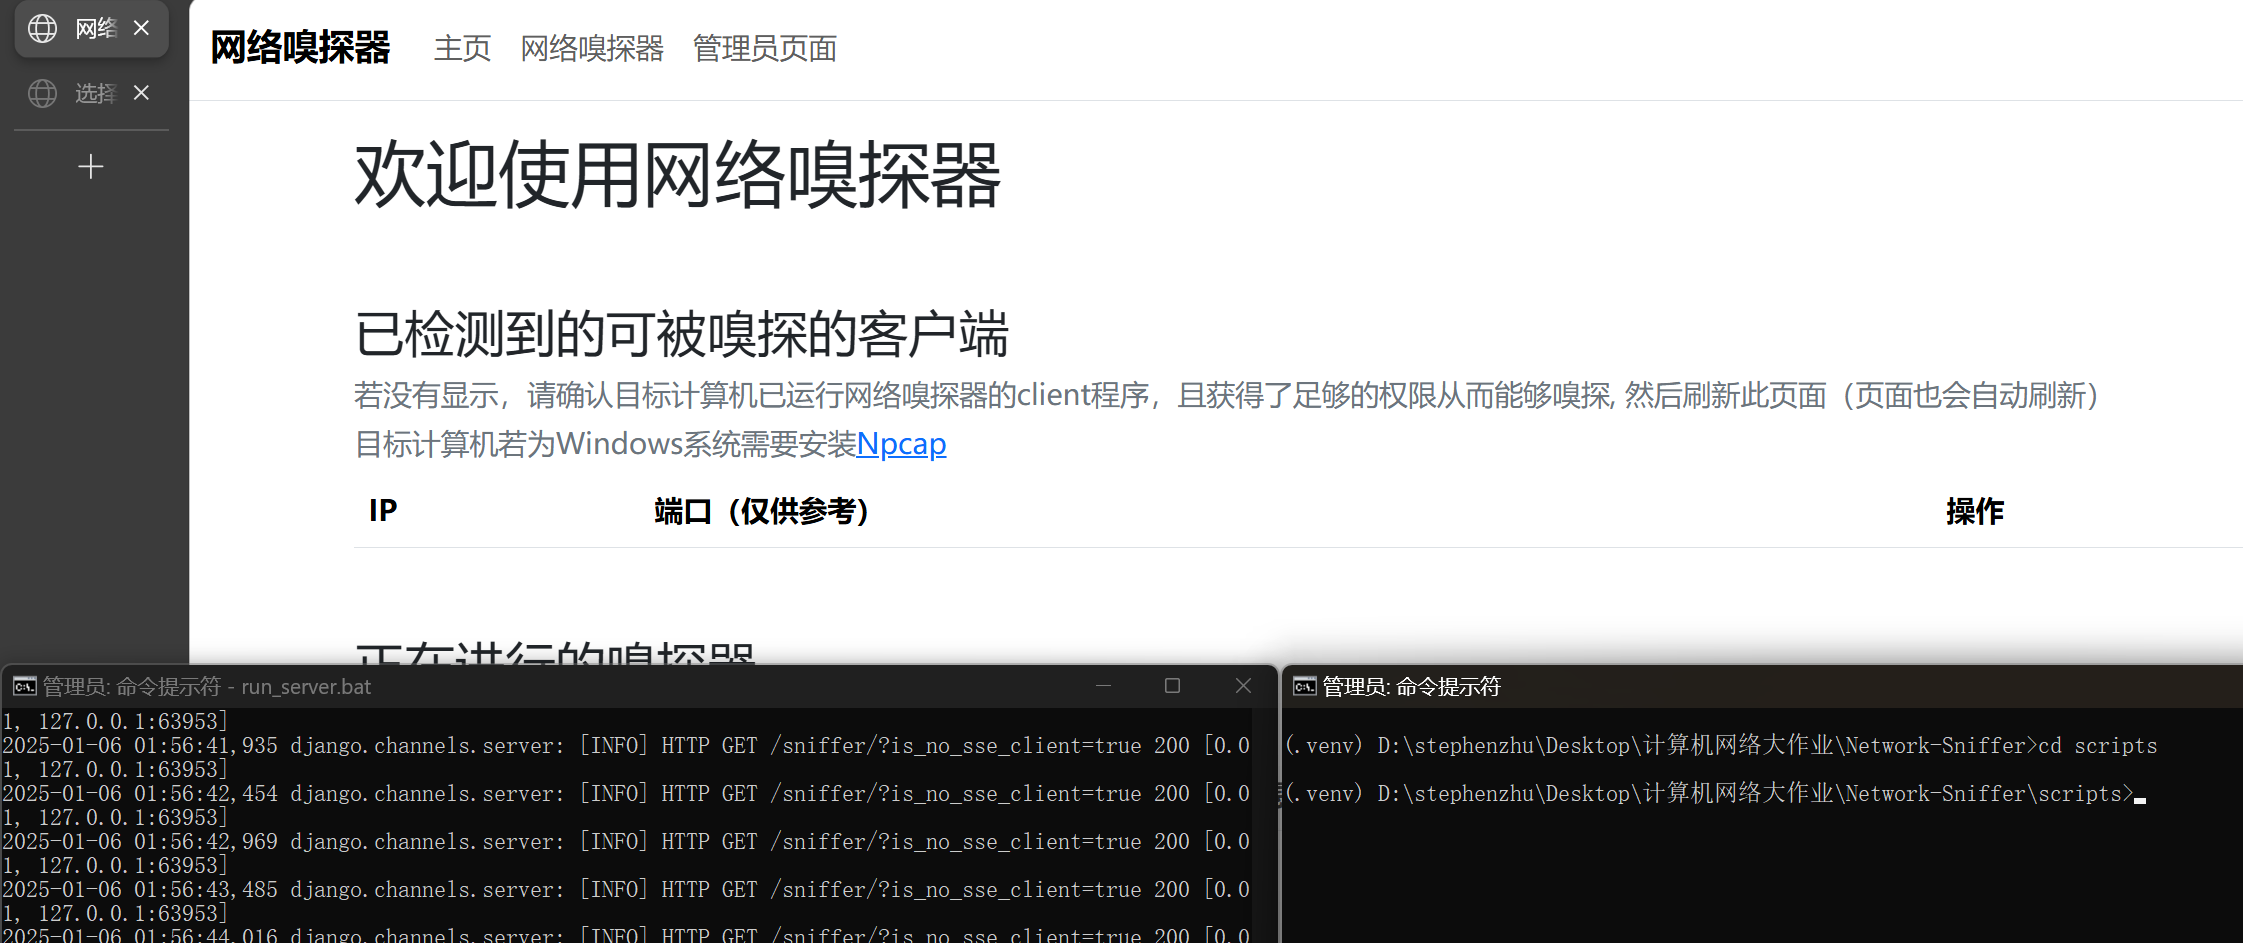 网络
选择
网络嗅探器 主页 网络嗅探器 管理员页面
欢迎使用网络嗅探器
已检测到的可被嗅探的客户端
若没有显示，请确认目标计算机已运行网络嗅探器的client程序，且获得了足够的权限从而能够嗅探, 然后刷新此页面（页面也会自动刷新）
目标计算机若为Windows系统需要安装Npcap
IP 端口（仅供参考） 操作
正在进行的嗅探器
管理员: 命令提示符 - run_server.bat
1, 127.0.0.1:63953]
2025-01-06 01:56:41,935 django.channels.server: [INFO] HTTP GET /sniffer/?is_no_sse_client=true 200 [0.0
1, 127.0.0.1:63953]
2025-01-06 01:56:42,454 django.channels.server: [INFO] HTTP GET /sniffer/?is_no_sse_client=true 200 [0.0
1, 127.0.0.1:63953]
2025-01-06 01:56:42,969 django.channels.server: [INFO] HTTP GET /sniffer/?is_no_sse_client=true 200 [0.0
1, 127.0.0.1:63953]
2025-01-06 01:56:43,485 django.channels.server: [INFO] HTTP GET /sniffer/?is_no_sse_client=true 200 [0.0
1, 127.0.0.1:63953]
2025-01-06 01:56:44,016 django.channels.server: [INFO] HTTP GET /sniffer/?is_no_sse_client=true 200 [0.0
管理员: 命令提示符
(.venv) D:\stephenzhu\Desktop\计算机网络大作业\Network-Sniffer>cd scripts
(.venv) D:\stephenzhu\Desktop\计算机网络大作业\Network-Sniffer\scripts>